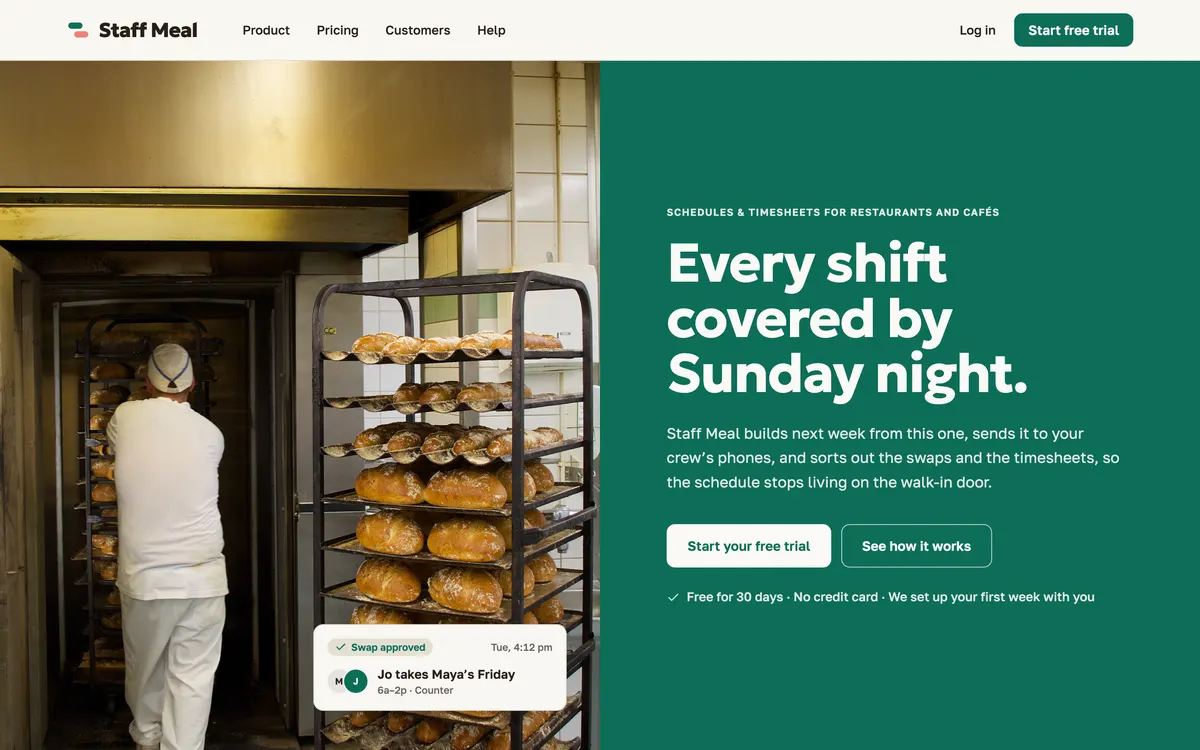 Staff Meal
Product
Pricing
Customers
Help
Log in
Start free trial
SCHEDULES & TIMESHEETS FOR RESTAURANTS AND CAFÉS
Every shift
covered by
Sunday night.
Staff Meal builds next week from this one, sends it to your
crew’s phones, and sorts out the swaps and the timesheets, so
the schedule stops living on the walk-in door.
Start your free trial
See how it works
Free for 30 days · No credit card · We set up your first week with you
Swap approved
Tue, 4:12 pm
M
J
Jo takes Maya’s Friday
6a–2p · Counter